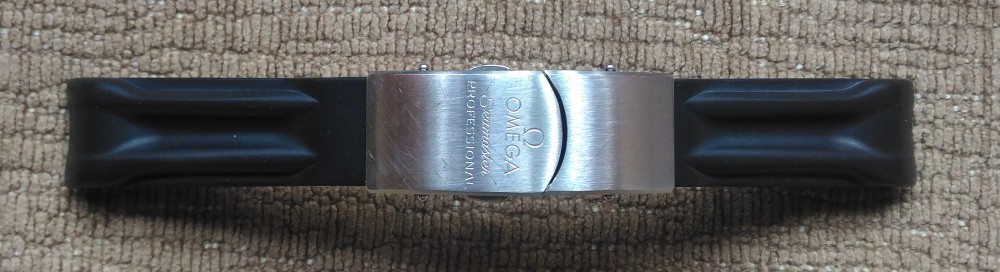 Ω
OMEGA
Seamaster
PROFESSIONAL